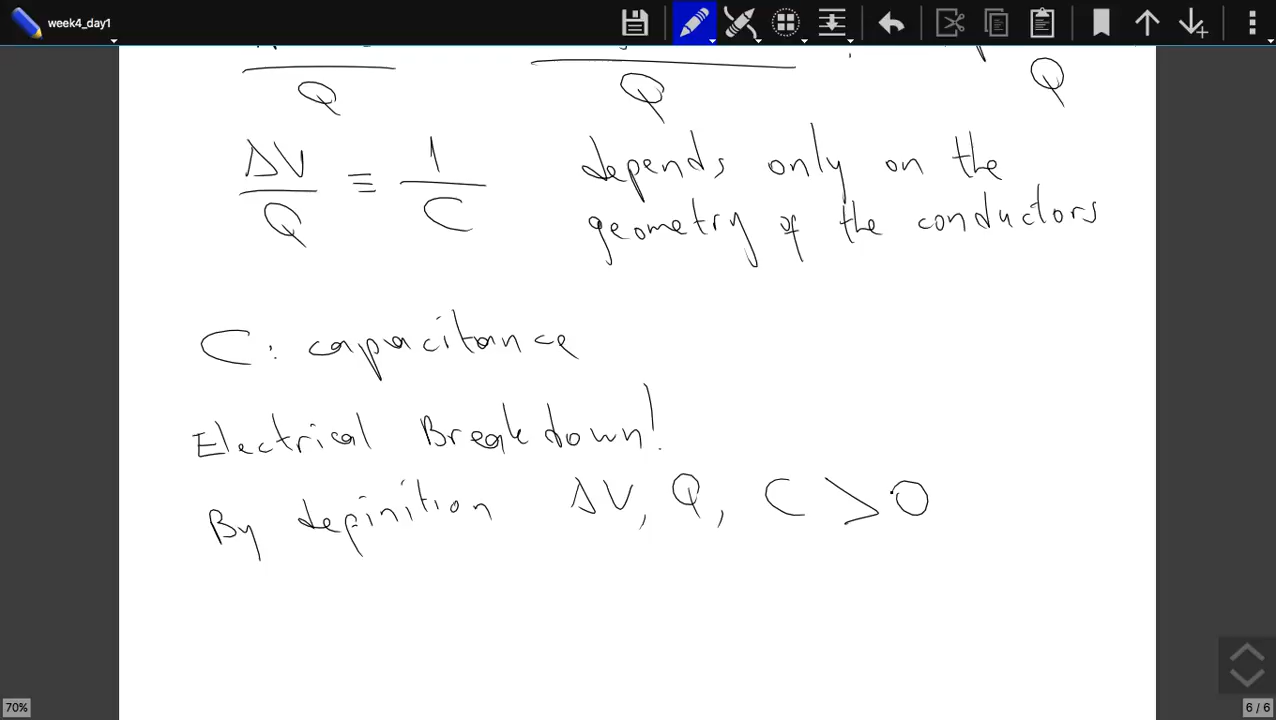 week4_day1
Q Q Q
ΔV/Q ≡ 1/C depends only on the
geometry of the conductors
C: capacitance
Electrical Breakdown!
By definition ΔV, Q, C > 0
70%
6 / 6